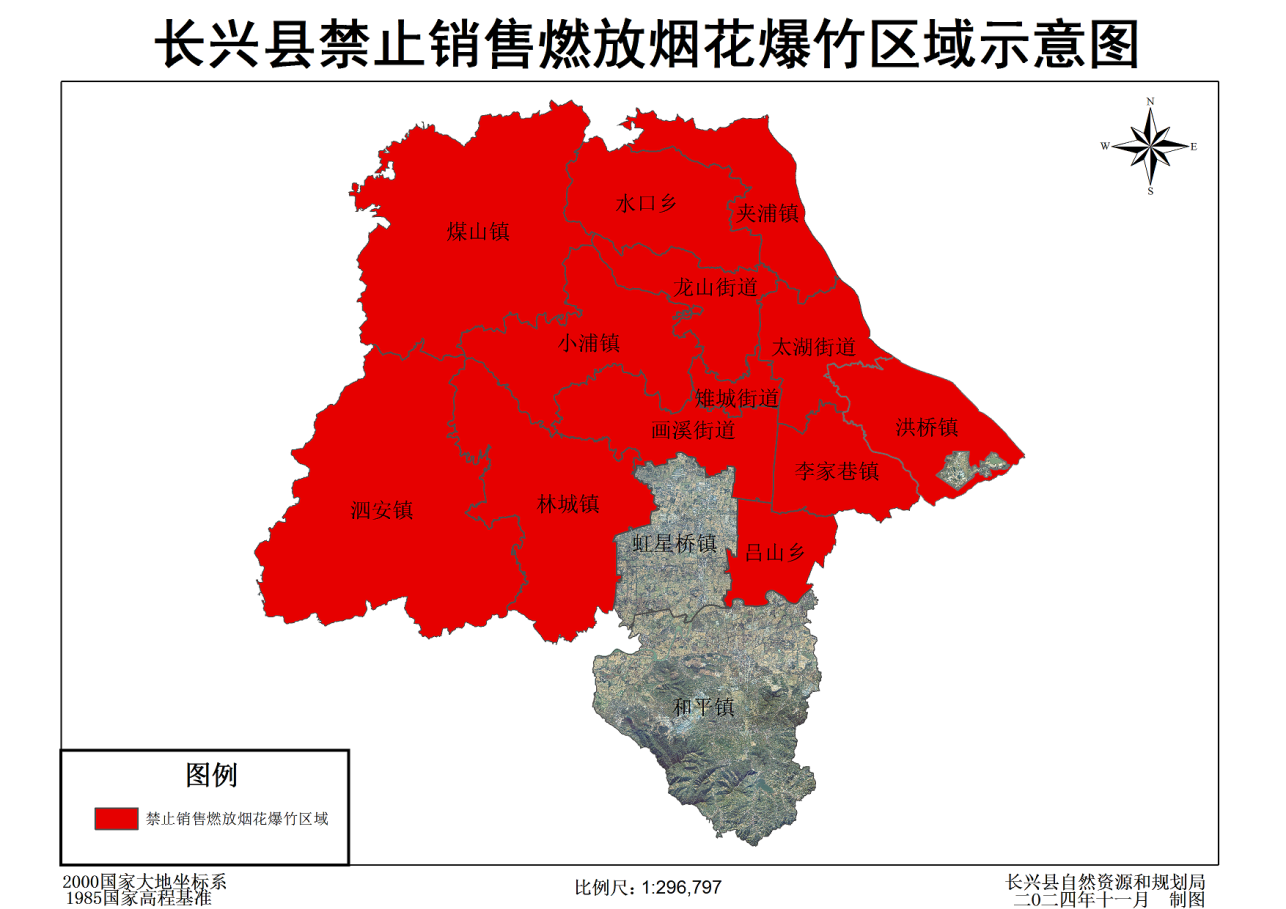 长兴县禁止销售燃放烟花爆竹区域示意图
N
W
E
S
水口乡
夹浦镇
煤山镇
龙山街道
小浦镇
太湖街道
雉城街道
画溪街道
洪桥镇
李家巷镇
泗安镇
林城镇
虹星桥镇
吕山乡
和平镇
图例
禁止销售燃放烟花爆竹区域
2000国家大地坐标系
1985国家高程基准
比例尺：1:296,797
长兴县自然资源和规划局
二〇二四年十一月 制图